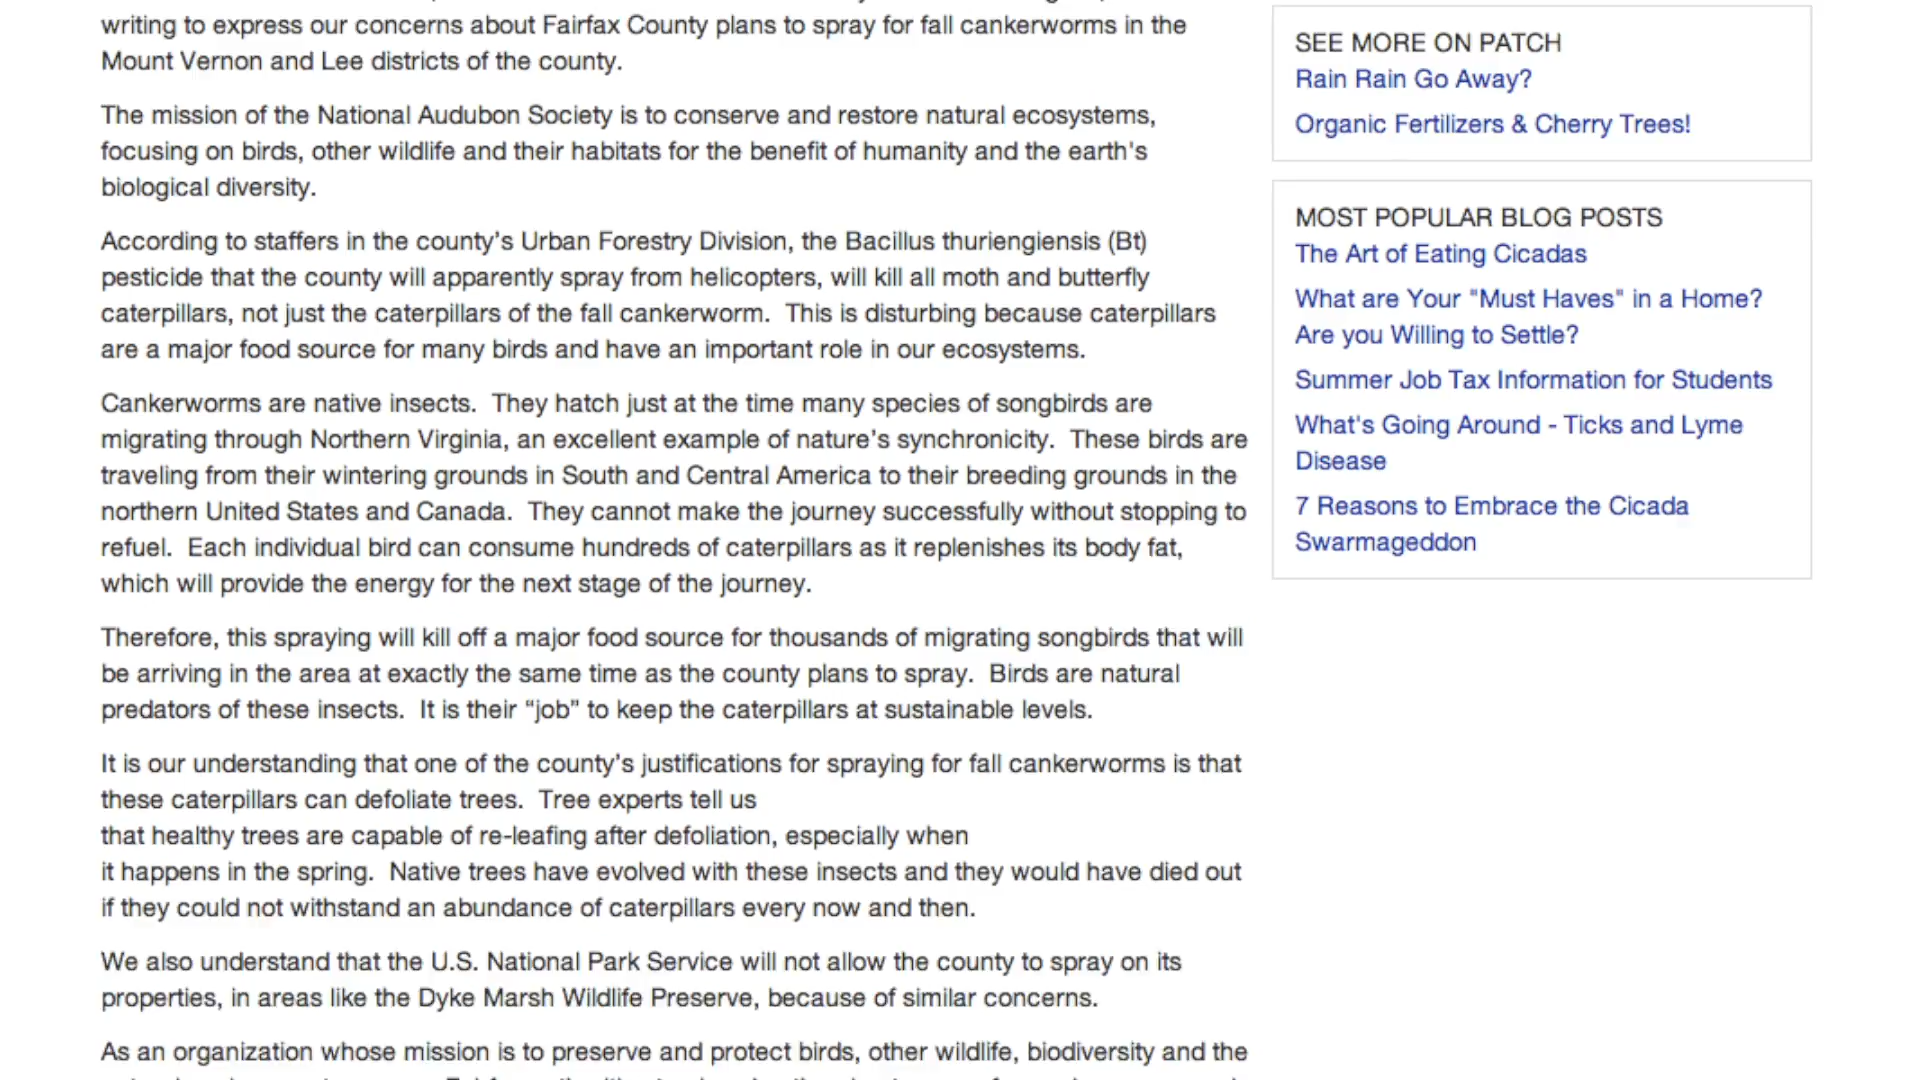 writing to express our concerns about Fairfax County plans to spray for fall cankerworms in the
Mount Vernon and Lee districts of the county.
The mission of the National Audubon Society is to conserve and restore natural ecosystems,
focusing on birds, other wildlife and their habitats for the benefit of humanity and the earth's
biological diversity.
According to staffers in the county’s Urban Forestry Division, the Bacillus thuriengiensis (Bt)
pesticide that the county will apparently spray from helicopters, will kill all moth and butterfly
caterpillars, not just the caterpillars of the fall cankerworm.  This is disturbing because caterpillars
are a major food source for many birds and have an important role in our ecosystems.
Cankerworms are native insects.  They hatch just at the time many species of songbirds are
migrating through Northern Virginia, an excellent example of nature’s synchronicity.  These birds are
traveling from their wintering grounds in South and Central America to their breeding grounds in the
northern United States and Canada.  They cannot make the journey successfully without stopping to
refuel.  Each individual bird can consume hundreds of caterpillars as it replenishes its body fat,
which will provide the energy for the next stage of the journey.
Therefore, this spraying will kill off a major food source for thousands of migrating songbirds that will
be arriving in the area at exactly the same time as the county plans to spray.  Birds are natural
predators of these insects.  It is their “job” to keep the caterpillars at sustainable levels.
It is our understanding that one of the county’s justifications for spraying for fall cankerworms is that
these caterpillars can defoliate trees.  Tree experts tell us
that healthy trees are capable of re-leafing after defoliation, especially when
it happens in the spring.  Native trees have evolved with these insects and they would have died out
if they could not withstand an abundance of caterpillars every now and then.
We also understand that the U.S. National Park Service will not allow the county to spray on its
properties, in areas like the Dyke Marsh Wildlife Preserve, because of similar concerns.
As an organization whose mission is to preserve and protect birds, other wildlife, biodiversity and the
SEE MORE ON PATCH
Rain Rain Go Away?
Organic Fertilizers & Cherry Trees!
MOST POPULAR BLOG POSTS
The Art of Eating Cicadas
What are Your "Must Haves" in a Home?
Are you Willing to Settle?
Summer Job Tax Information for Students
What's Going Around - Ticks and Lyme
Disease
7 Reasons to Embrace the Cicada
Swarmageddon